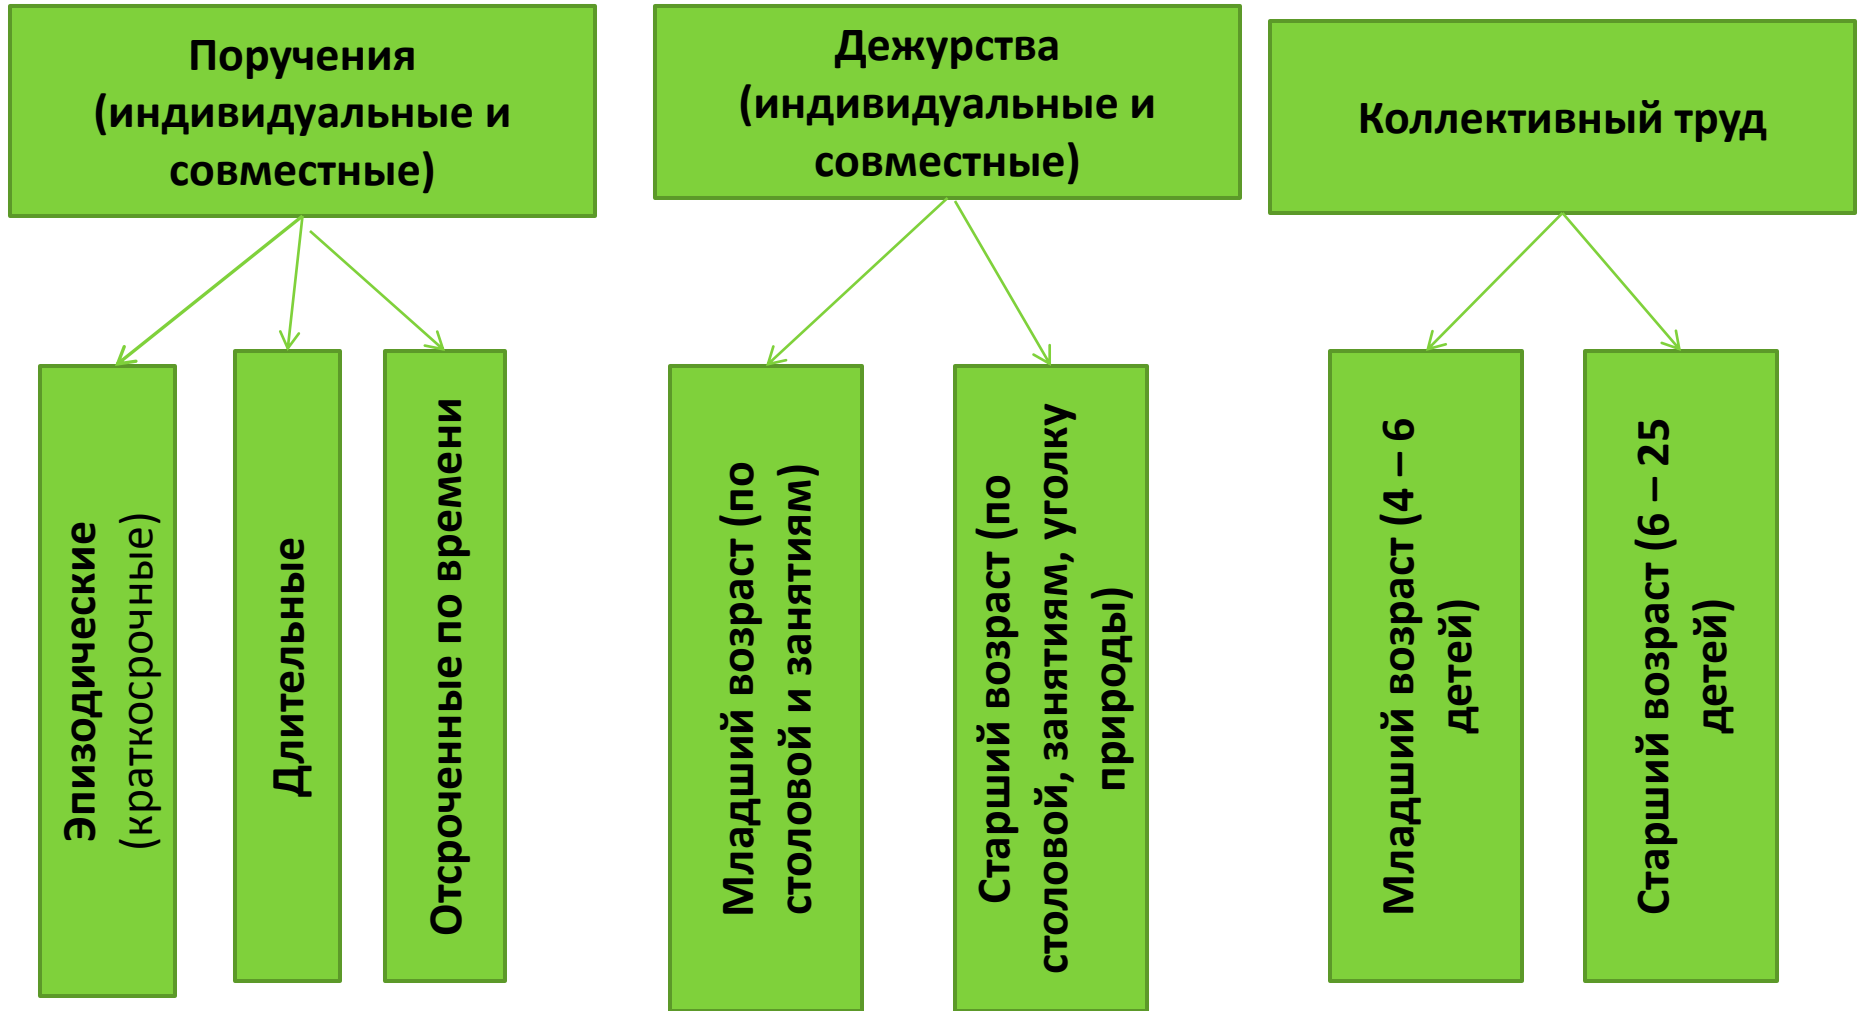 Поручения
(индивидуальные и
совместные)
Дежурства
(индивидуальные и
совместные)
Коллективный труд
Эпизодические
(краткосрочные)
Длительные
Отсроченные по времени
Младший возраст (по
столовой и занятиям)
Старший возраст (по
столовой, занятиям, уголку
природы)
Младший возраст (4 – 6
детей)
Старший возраст (6 – 25
детей)